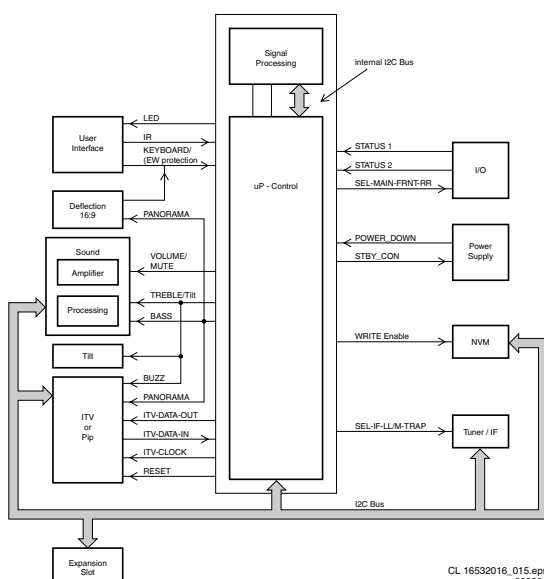 Signal
Processing
internal I2C Bus
LED
IR
KEYBOARD/
(EW protection
User
Interface
uP - Control
STATUS 1
STATUS 2
SEL-MAIN-FRNT-RR
I/O
Deflection
16:9
PANORAMA
POWER_DOWN
STBY_CON
Power
Supply
Sound
Amplifier
Processing
VOLUME/
MUTE
TREBLE/Tilt
BASS
WRITE Enable
NVM
Tilt
BUZZ
PANORAMA
ITV
or
Pip
ITV-DATA-OUT
ITV-DATA-IN
ITV-CLOCK
RESET
SEL-IF-LL/M-TRAP
Tuner / IF
I2C Bus
Expansion
Slot
CL 16532016_015.eps